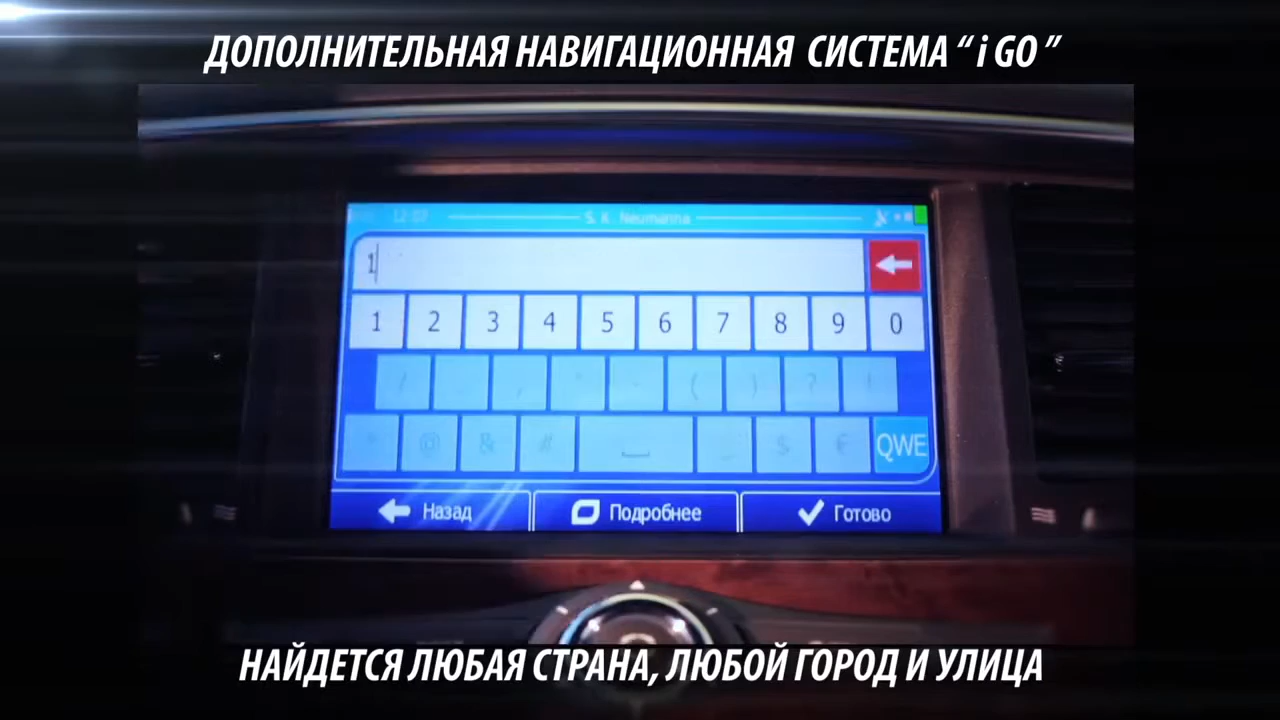 ДОПОЛНИТЕЛЬНАЯ НАВИГАЦИОННАЯ СИСТЕМА “ i GO ”
S. K. Neumanna
1
1 2 3 4 5 6 7 8 9 0
/ , ( ) ? !
@ & # $ €
QWE
Назад Подробнее Готово
НАЙДЕТСЯ ЛЮБАЯ СТРАНА, ЛЮБОЙ ГОРОД И УЛИЦА